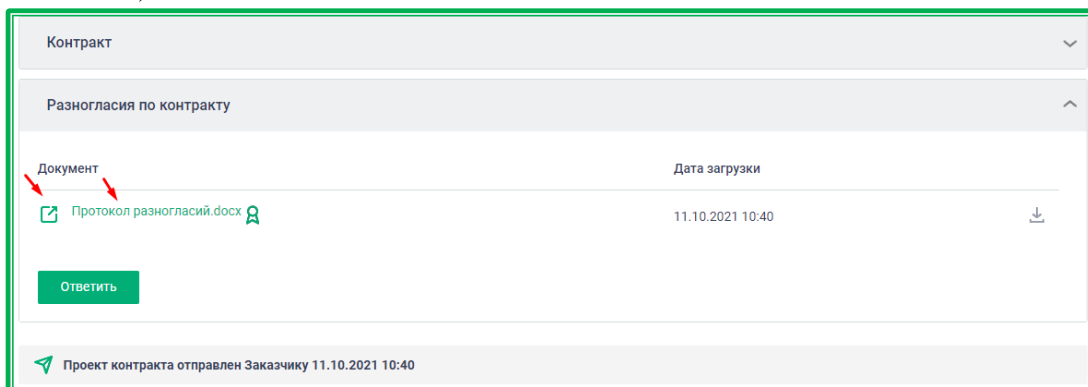 Контракт
Разногласия по контракту
Документ Дата загрузки
Протокол разногласий.docx 11.10.2021 10:40
Ответить
Проект контракта отправлен Заказчику 11.10.2021 10:40